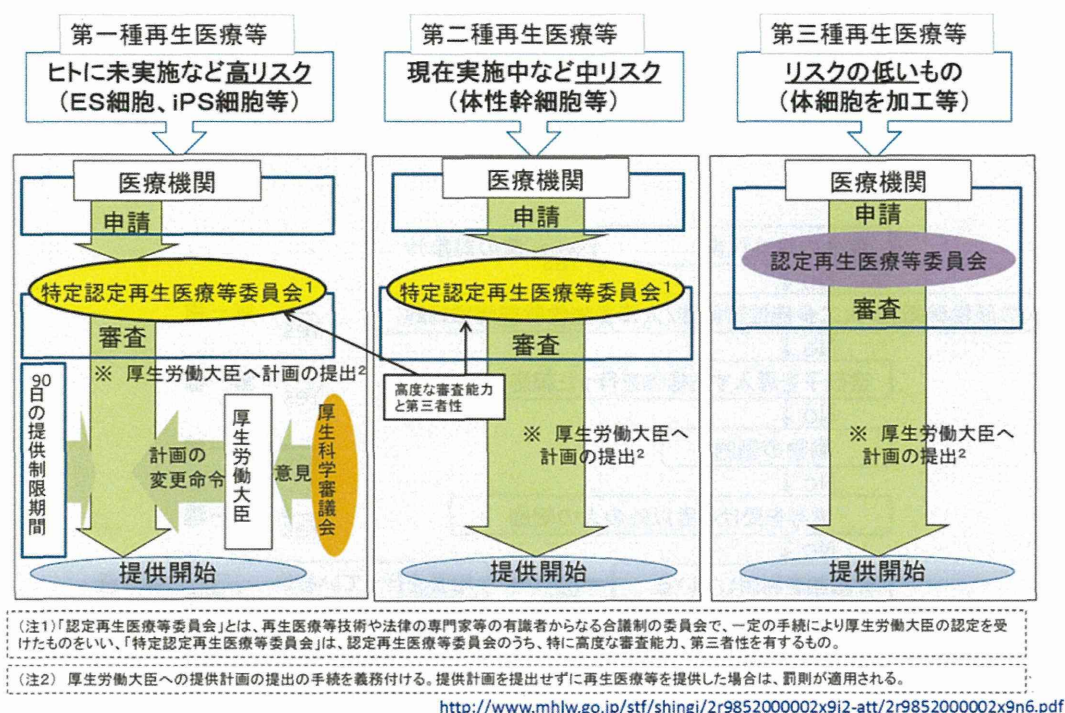 第一種再生医療等
ヒトに未実施など高リスク
(ES細胞、iPS細胞等)
医療機関
申請
特定認定再生医療等委員会1
審査
※ 厚生労働大臣へ計画の提出2
90日の提供制限期間
計画の
変更命令
厚生労働大臣
意見
厚生科学審議会
提供開始
第二種再生医療等
現在実施中など中リスク
(体性幹細胞等)
医療機関
申請
特定認定再生医療等委員会1
審査
高度な審査能力
と第三者性
※ 厚生労働大臣へ
計画の提出2
提供開始
第三種再生医療等
リスクの低いもの
(体細胞を加工等)
医療機関
申請
認定再生医療等委員会
審査
※ 厚生労働大臣へ
計画の提出2
提供開始
(注1)「認定再生医療等委員会」とは、再生医療等技術や法律の専門家等の有識者からなる合議制の委員会で、一定の手続により厚生労働大臣の認定を受
けたものをいい、「特定認定再生医療等委員会」は、認定再生医療等委員会のうち、特に高度な審査能力、第三者性を有するもの。
(注2) 厚生労働大臣への提供計画の提出の手続を義務付ける。提供計画を提出せずに再生医療等を提供した場合は、罰則が適用される。
http://www.mhlw.go.jp/stf/shingi/2r9852000002x9j2-att/2r9852000002x9n6.pdf